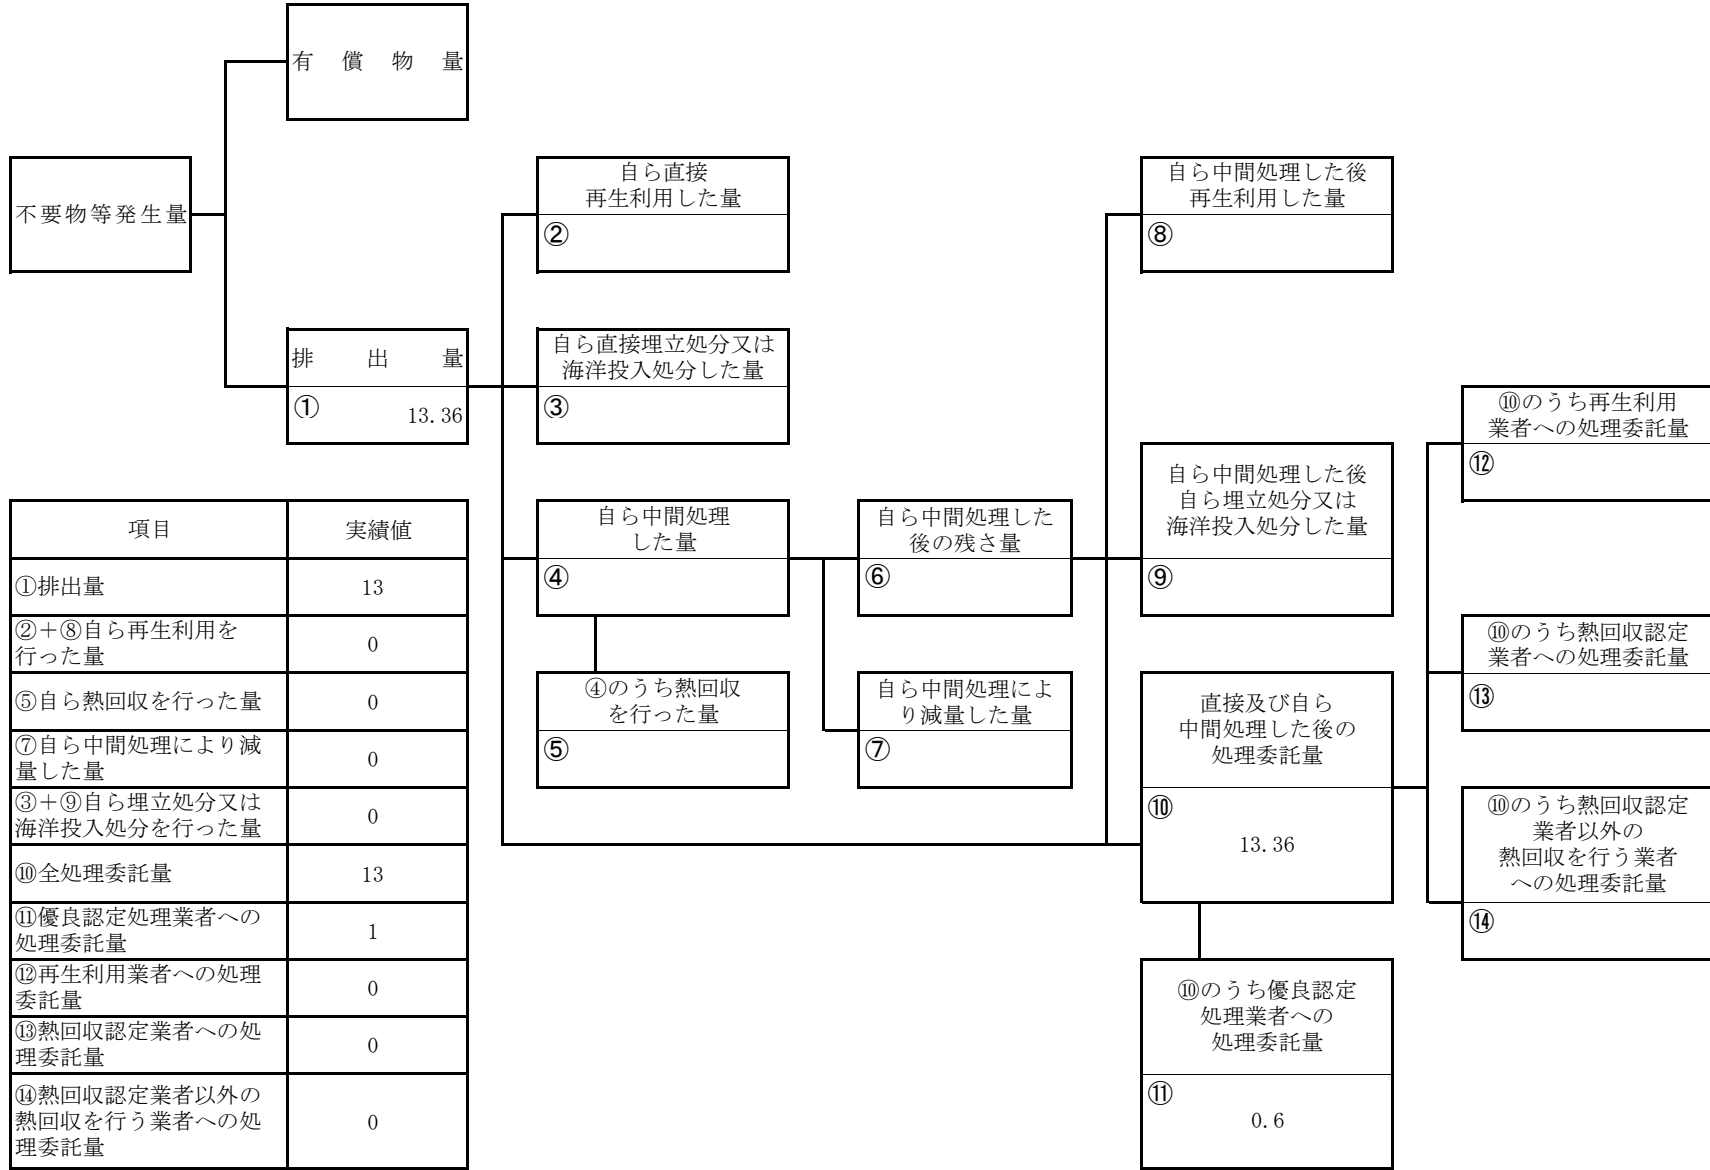 有償物量
不要物等発生量
排出量
① 13.36
自ら直接
再生利用した量
②
自ら直接埋立処分又は
海洋投入処分した量
③
自ら中間処理
した量
④
④のうち熱回収
を行った量
⑤
自ら中間処理した
後の残さ量
⑥
自ら中間処理によ
り減量した量
⑦
自ら中間処理した後
再生利用した量
⑧
自ら中間処理した後
自ら埋立処分又は
海洋投入処分した量
⑨
直接及び自ら
中間処理した後の
処理委託量
⑩
13.36
⑩のうち優良認定
処理業者への
処理委託量
⑪
0.6
⑩のうち再生利用
業者への処理委託量
⑫
⑩のうち熱回収認定
業者への処理委託量
⑬
⑩のうち熱回収認定
業者以外の
熱回収を行う業者
への処理委託量
⑭
項目 実績値
①排出量 13
②＋⑧自ら再生利用を
行った量 0
⑤自ら熱回収を行った量 0
⑦自ら中間処理により減
量した量 0
③＋⑨自ら埋立処分又は
海洋投入処分を行った量 0
⑩全処理委託量 13
⑪優良認定処理業者への
処理委託量 1
⑫再生利用業者への処理
委託量 0
⑬熱回収認定業者への処
理委託量 0
⑭熱回収認定業者以外の
熱回収を行う業者への処
理委託量 0